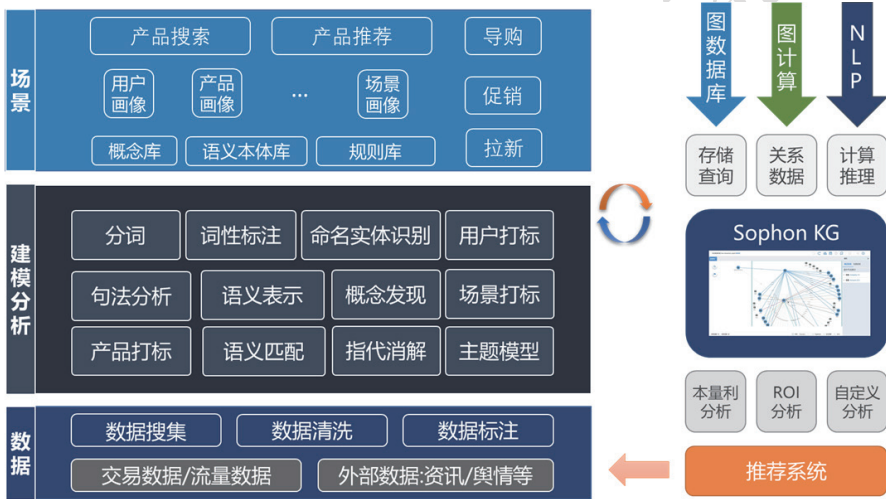 场景
产品搜索
产品推荐
导购
用户
画像
产品
画像
...
场景
画像
促销
概念库
语义本体库
规则库
拉新
建模分析
分词
词性标注
命名实体识别
用户打标
句法分析
语义表示
概念发现
场景打标
产品打标
语义匹配
指代消解
主题模型
数据
数据搜集
数据清洗
数据标注
交易数据/流量数据
外部数据:资讯/舆情等
图数据库
图计算
NLP
存储
查询
关系
数据
计算
推理
Sophon KG
本量利
分析
ROI
分析
自定义
分析
推荐系统